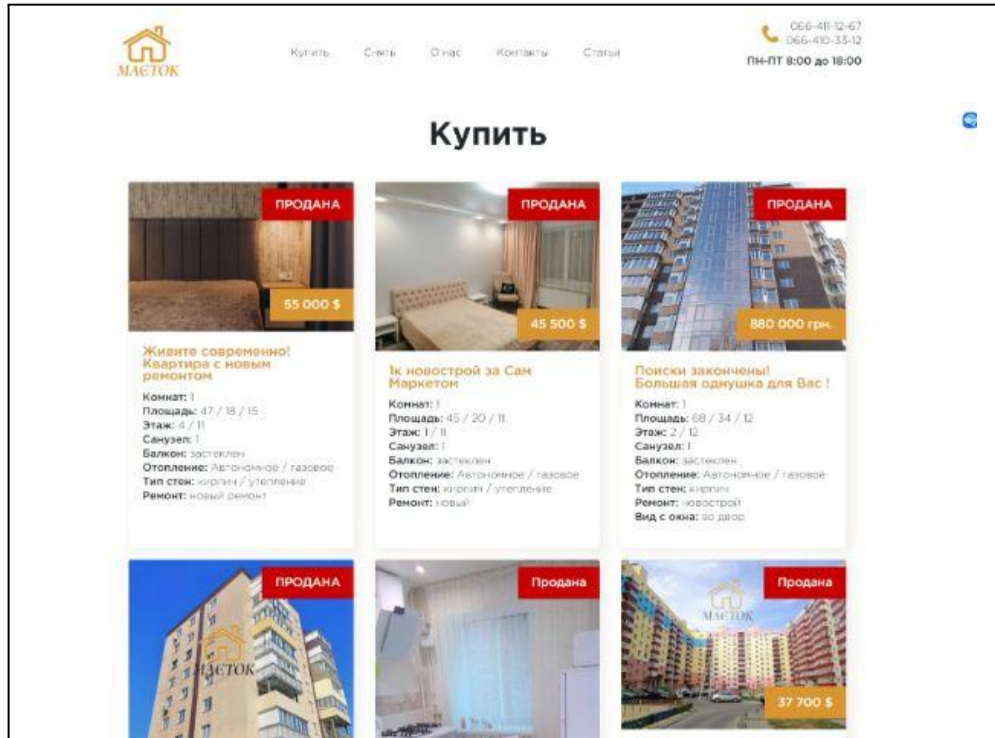 МАЄТОК
Купить Снять О нас Контакты Статьи
066-411-12-67
066-410-33-12
ПН-ПТ 8:00 до 18:00
Купить
ПРОДАНА
55 000 $
Живите современно!
Квартира с новым
ремонтом
Комнат: 1
Площадь: 47 / 18 / 15
Этаж: 4 / 11
Санузел: 1
Балкон: застеклен
Отопление: Автономное / газовое
Тип стен: кирпич / утепление
Ремонт: новый ремонт
ПРОДАНА
45 500 $
1к новострой за Сам
Маркетом
Комнат: 1
Площадь: 45 / 20 / 11
Этаж: 1 / 11
Санузел: 1
Балкон: застеклен
Отопление: Автономное / газовое
Тип стен: кирпич / утепление
Ремонт: новый
ПРОДАНА
880 000 грн.
Поиски закончены!
Большая однушка для Вас !
Комнат: 1
Площадь: 68 / 34 / 12
Этаж: 2 / 12
Санузел: 1
Балкон: застеклен
Отопление: Автономное / газовое
Тип стен: кирпич
Ремонт: новострой
Вид с окна: во двор
ПРОДАНА
МАЄТОК
Продана
Продана
МАЄТОК
37 700 $